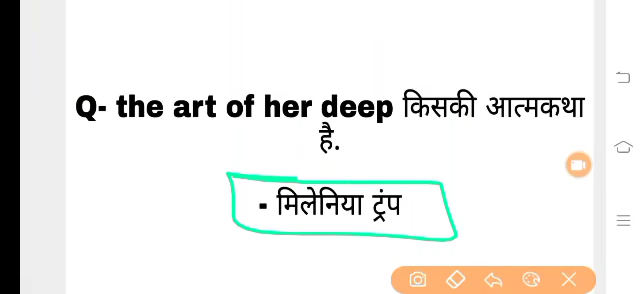 Q- the art of her deep किसकी आत्मकथा
है.
- मिलेनिया ट्रंप